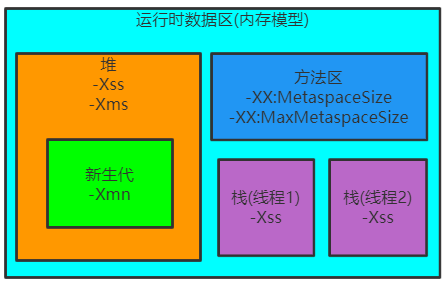 运行时数据区(内存模型)
堆
-Xss
-Xms
新生代
-Xmn
方法区
-XX:MetaspaceSize
-XX:MaxMetaspaceSize
栈(线程1)
-Xss
栈(线程2)
-Xss